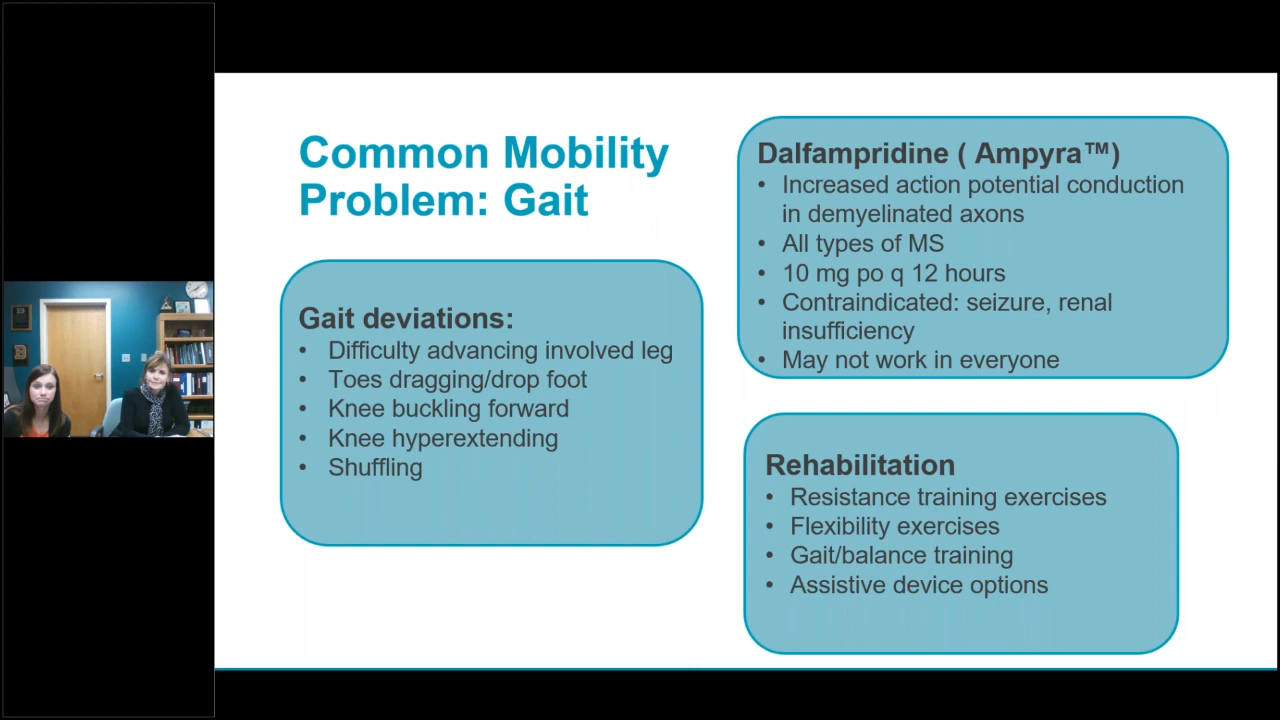 Common Mobility
Problem: Gait
Gait deviations:
• Difficulty advancing involved leg
• Toes dragging/drop foot
• Knee buckling forward
• Knee hyperextending
• Shuffling
Dalfampridine ( Ampyra™)
• Increased action potential conduction
in demyelinated axons
• All types of MS
• 10 mg po q 12 hours
• Contraindicated: seizure, renal
insufficiency
• May not work in everyone
Rehabilitation
• Resistance training exercises
• Flexibility exercises
• Gait/balance training
• Assistive device options